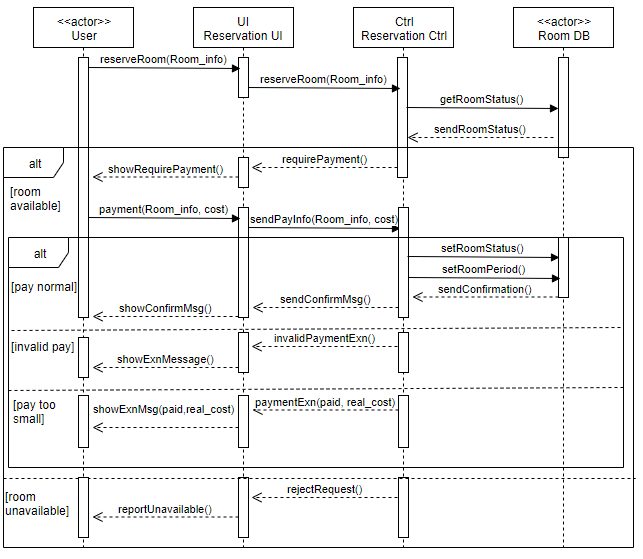 <<actor>>
User
UI
Reservation UI
Ctrl
Reservation Ctrl
<<actor>>
Room DB
reserveRoom(Room_info)
reserveRoom(Room_info)
getRoomStatus()
sendRoomStatus()
alt
[room
available]
requirePayment()
showRequirePayment()
payment(Room_info, cost)
sendPayInfo(Room_info, cost)
alt
[pay normal]
setRoomStatus()
setRoomPeriod()
sendConfirmation()
sendConfirmMsg()
showConfirmMsg()
[invalid pay]
invalidPaymentExn()
showExnMessage()
[pay too
small]
paymentExn(paid, real_cost)
showExnMsg(paid,real_cost)
[room
unavailable]
rejectRequest()
reportUnavailable()